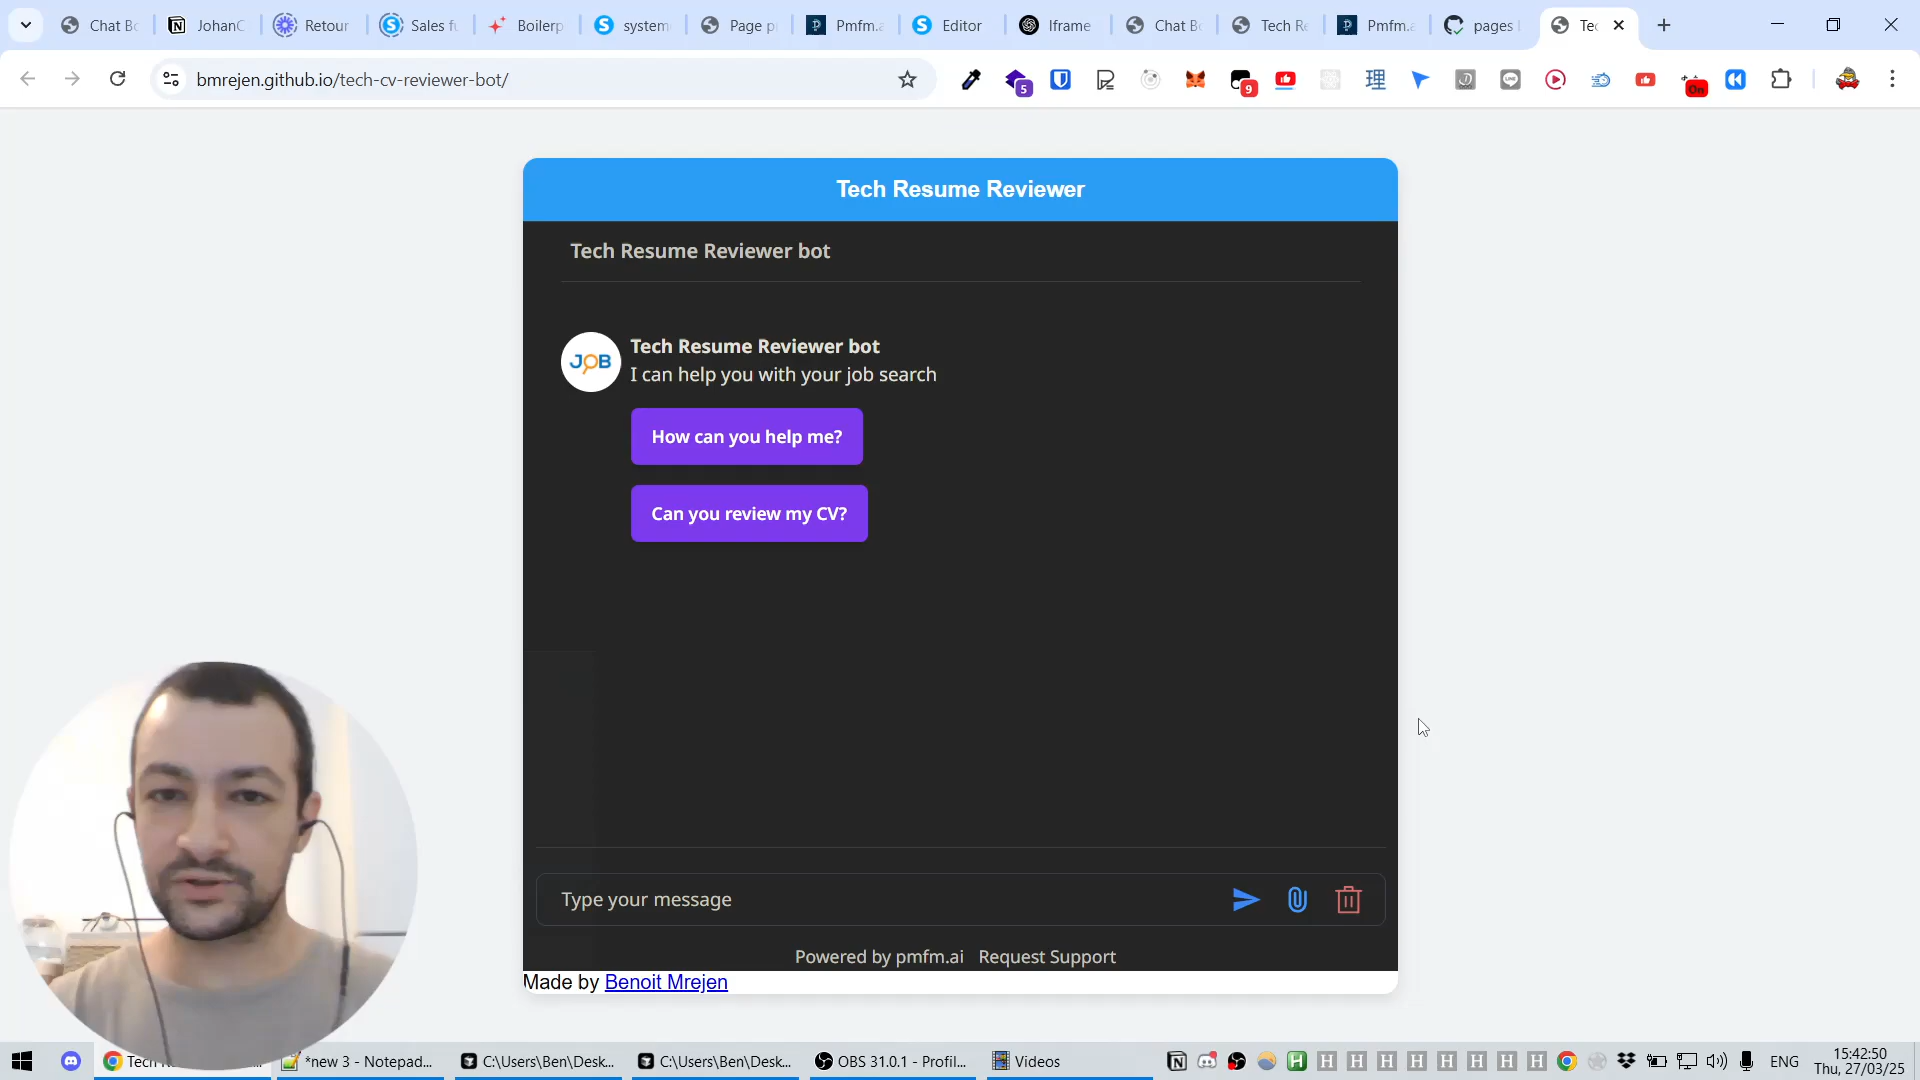 Chat Bo
JohanC
Retour
Sales fu
Boilerp
system
Page p
Pmfm.a
Editor
Iframe
Chat Bo
Tech Re
Pmfm.a
pages
Tec
bmrejen.github.io/tech-cv-reviewer-bot/
5
9
理
On
Tech Resume Reviewer
Tech Resume Reviewer bot
JOB
Tech Resume Reviewer bot
I can help you with your job search
How can you help me?
Can you review my CV?
Type your message
Powered by pmfm.ai Request Support
Made by Benoit Mrejen
*new 3 - Notepad...
C:\Users\Ben\Desk...
C:\Users\Ben\Desk...
OBS 31.0.1 - Profil...
Videos
ENG
15:42:50
Thu, 27/03/25